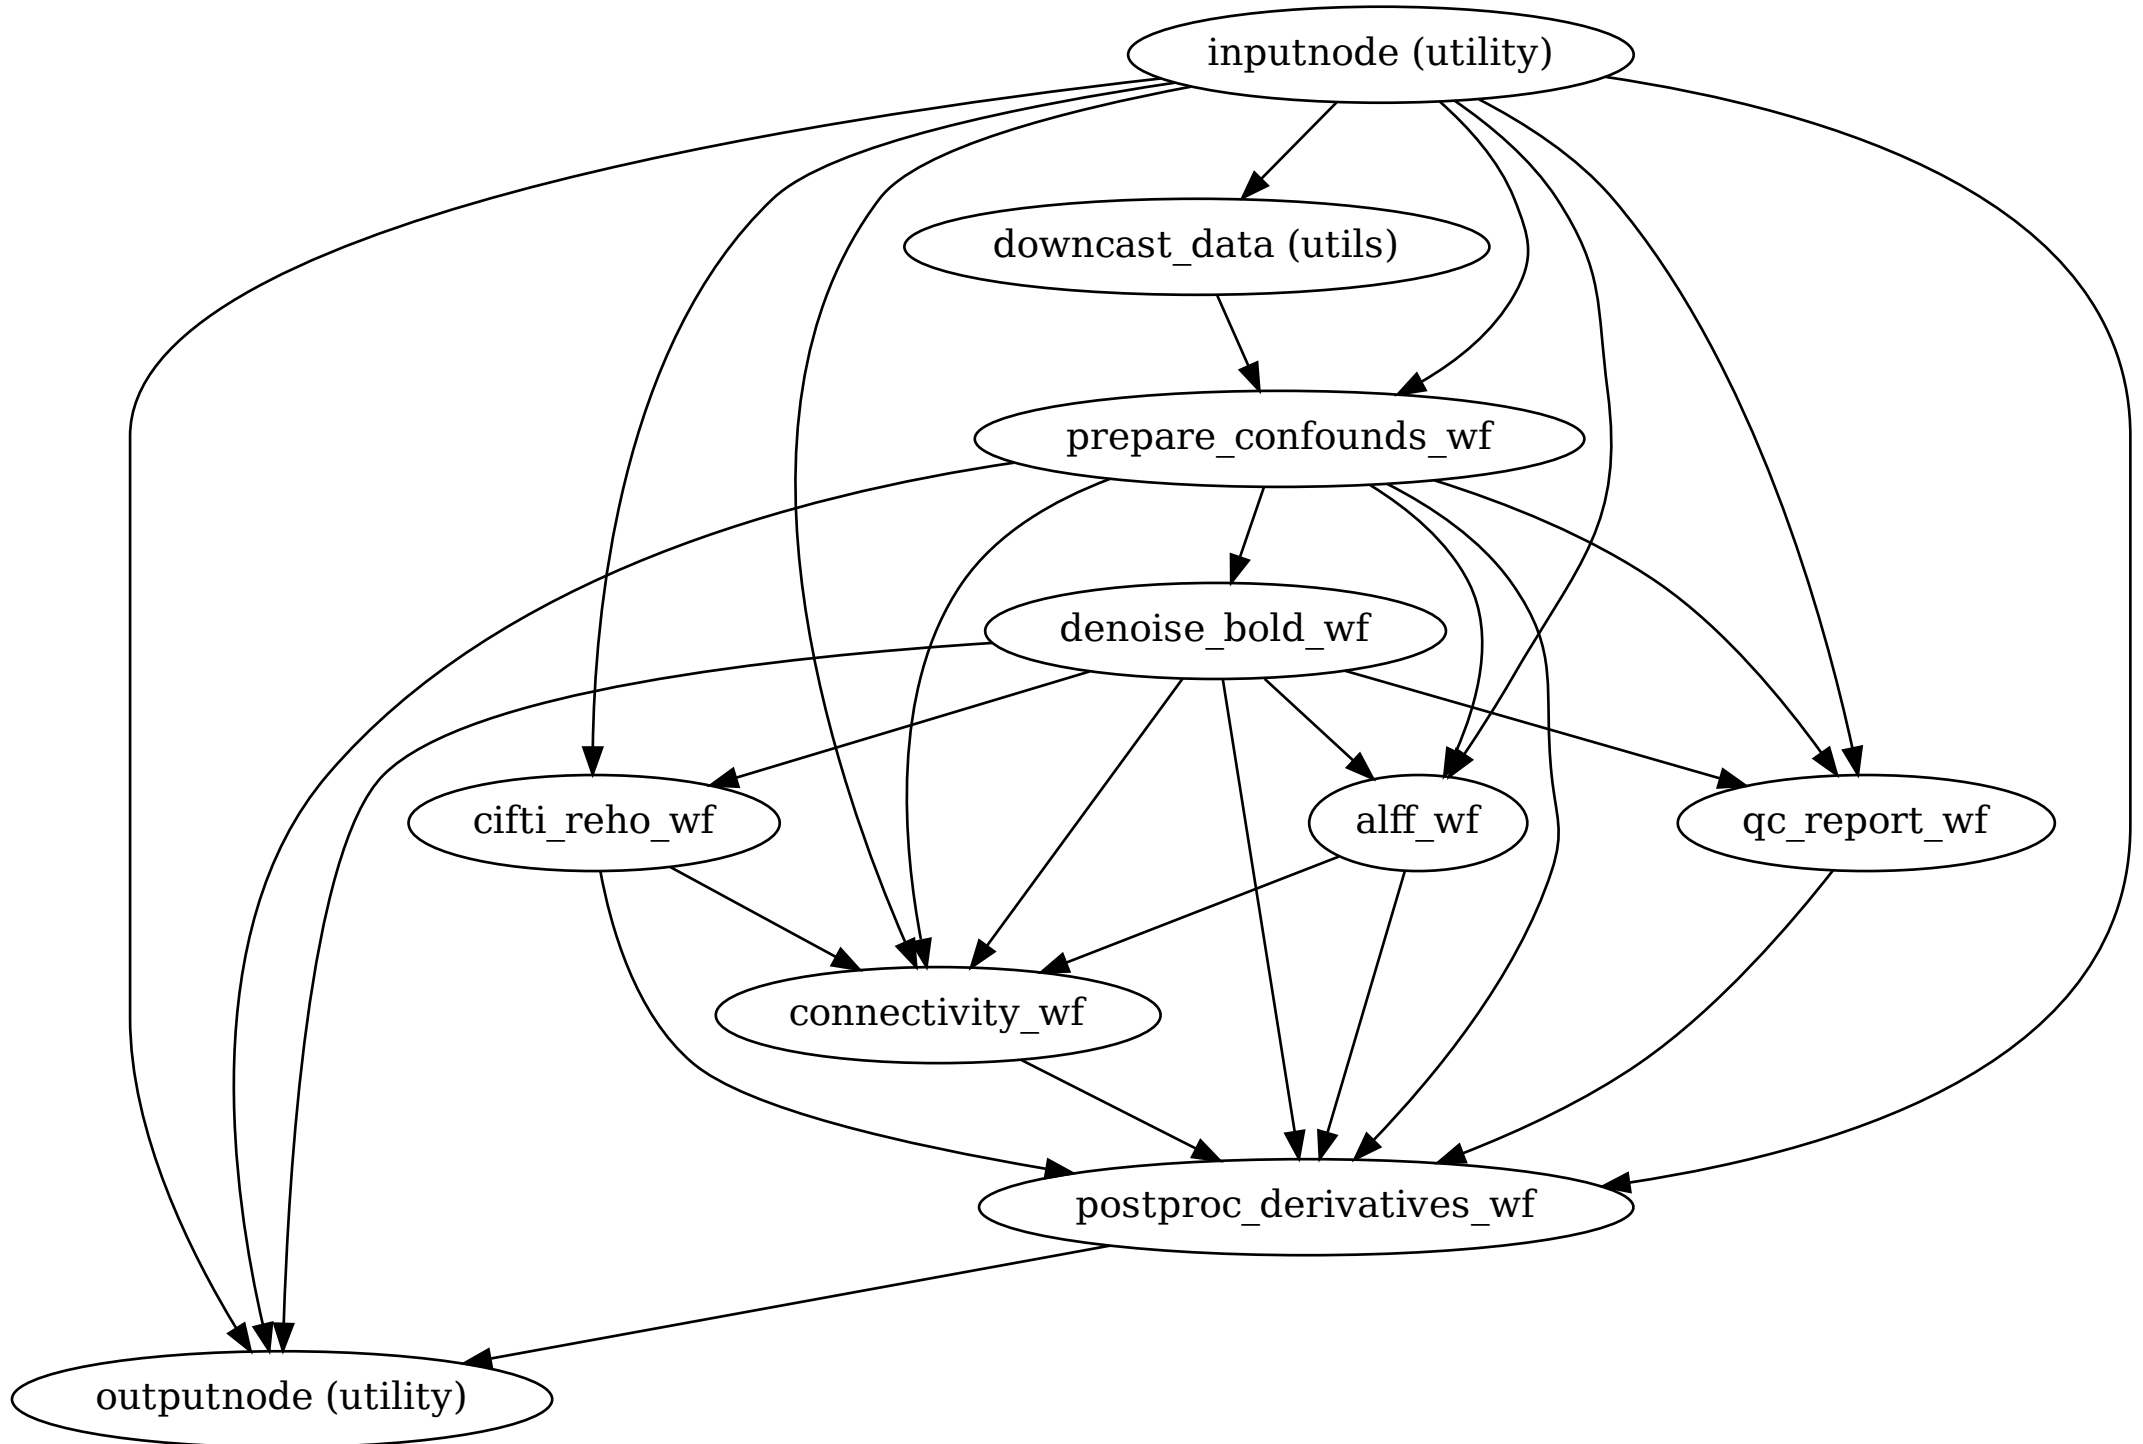 inputnode (utility)
downcast_data (utils)
prepare_confounds_wf
denoise_bold_wf
cifti_reho_wf
alff_wf
qc_report_wf
connectivity_wf
postproc_derivatives_wf
outputnode (utility)